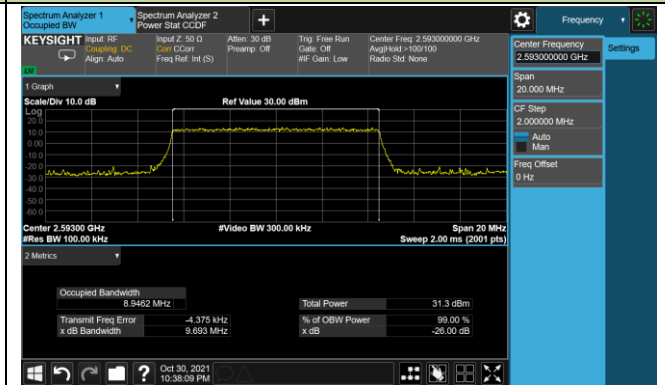 Spectrum Analyzer 1
Occupied BW
Spectrum Analyzer 2
Power Stat CCDF
+
Frequency
KEYSIGHT
Input: RF
Coupling: DC
Align: Auto
Input Z: 50 Ω
Corr CCorr
Freq Ref: Int (S)
Atten: 30 dB
Preamp: Off
Trig: Free Run
Gate: Off
#IF Gain: Low
Center Freq: 2.593000000 GHz
Avg|Hold:>100/100
Radio Std: None
Center Frequency
2.593000000 GHz
Settings
Span
20.000 MHz
CF Step
2.000000 MHz
Auto
Man
Freq Offset
0 Hz
1 Graph
Scale/Div 10.0 dB
Ref Value 30.00 dBm
Log
20.0
10.0
0.00
-10.0
-20.0
-30.0
-40.0
-50.0
-60.0
Center 2.59300 GHz
#Video BW 300.00 kHz
Span 20 MHz
#Res BW 100.00 kHz
Sweep 2.00 ms (2001 pts)
2 Metrics
Occupied Bandwidth
8.9462 MHz
Total Power 31.3 dBm
Transmit Freq Error -4.375 kHz
% of OBW Power 99.00 %
x dB Bandwidth 9.693 MHz
x dB -26.00 dB
?
Oct 30, 2021
10:38:09 PM